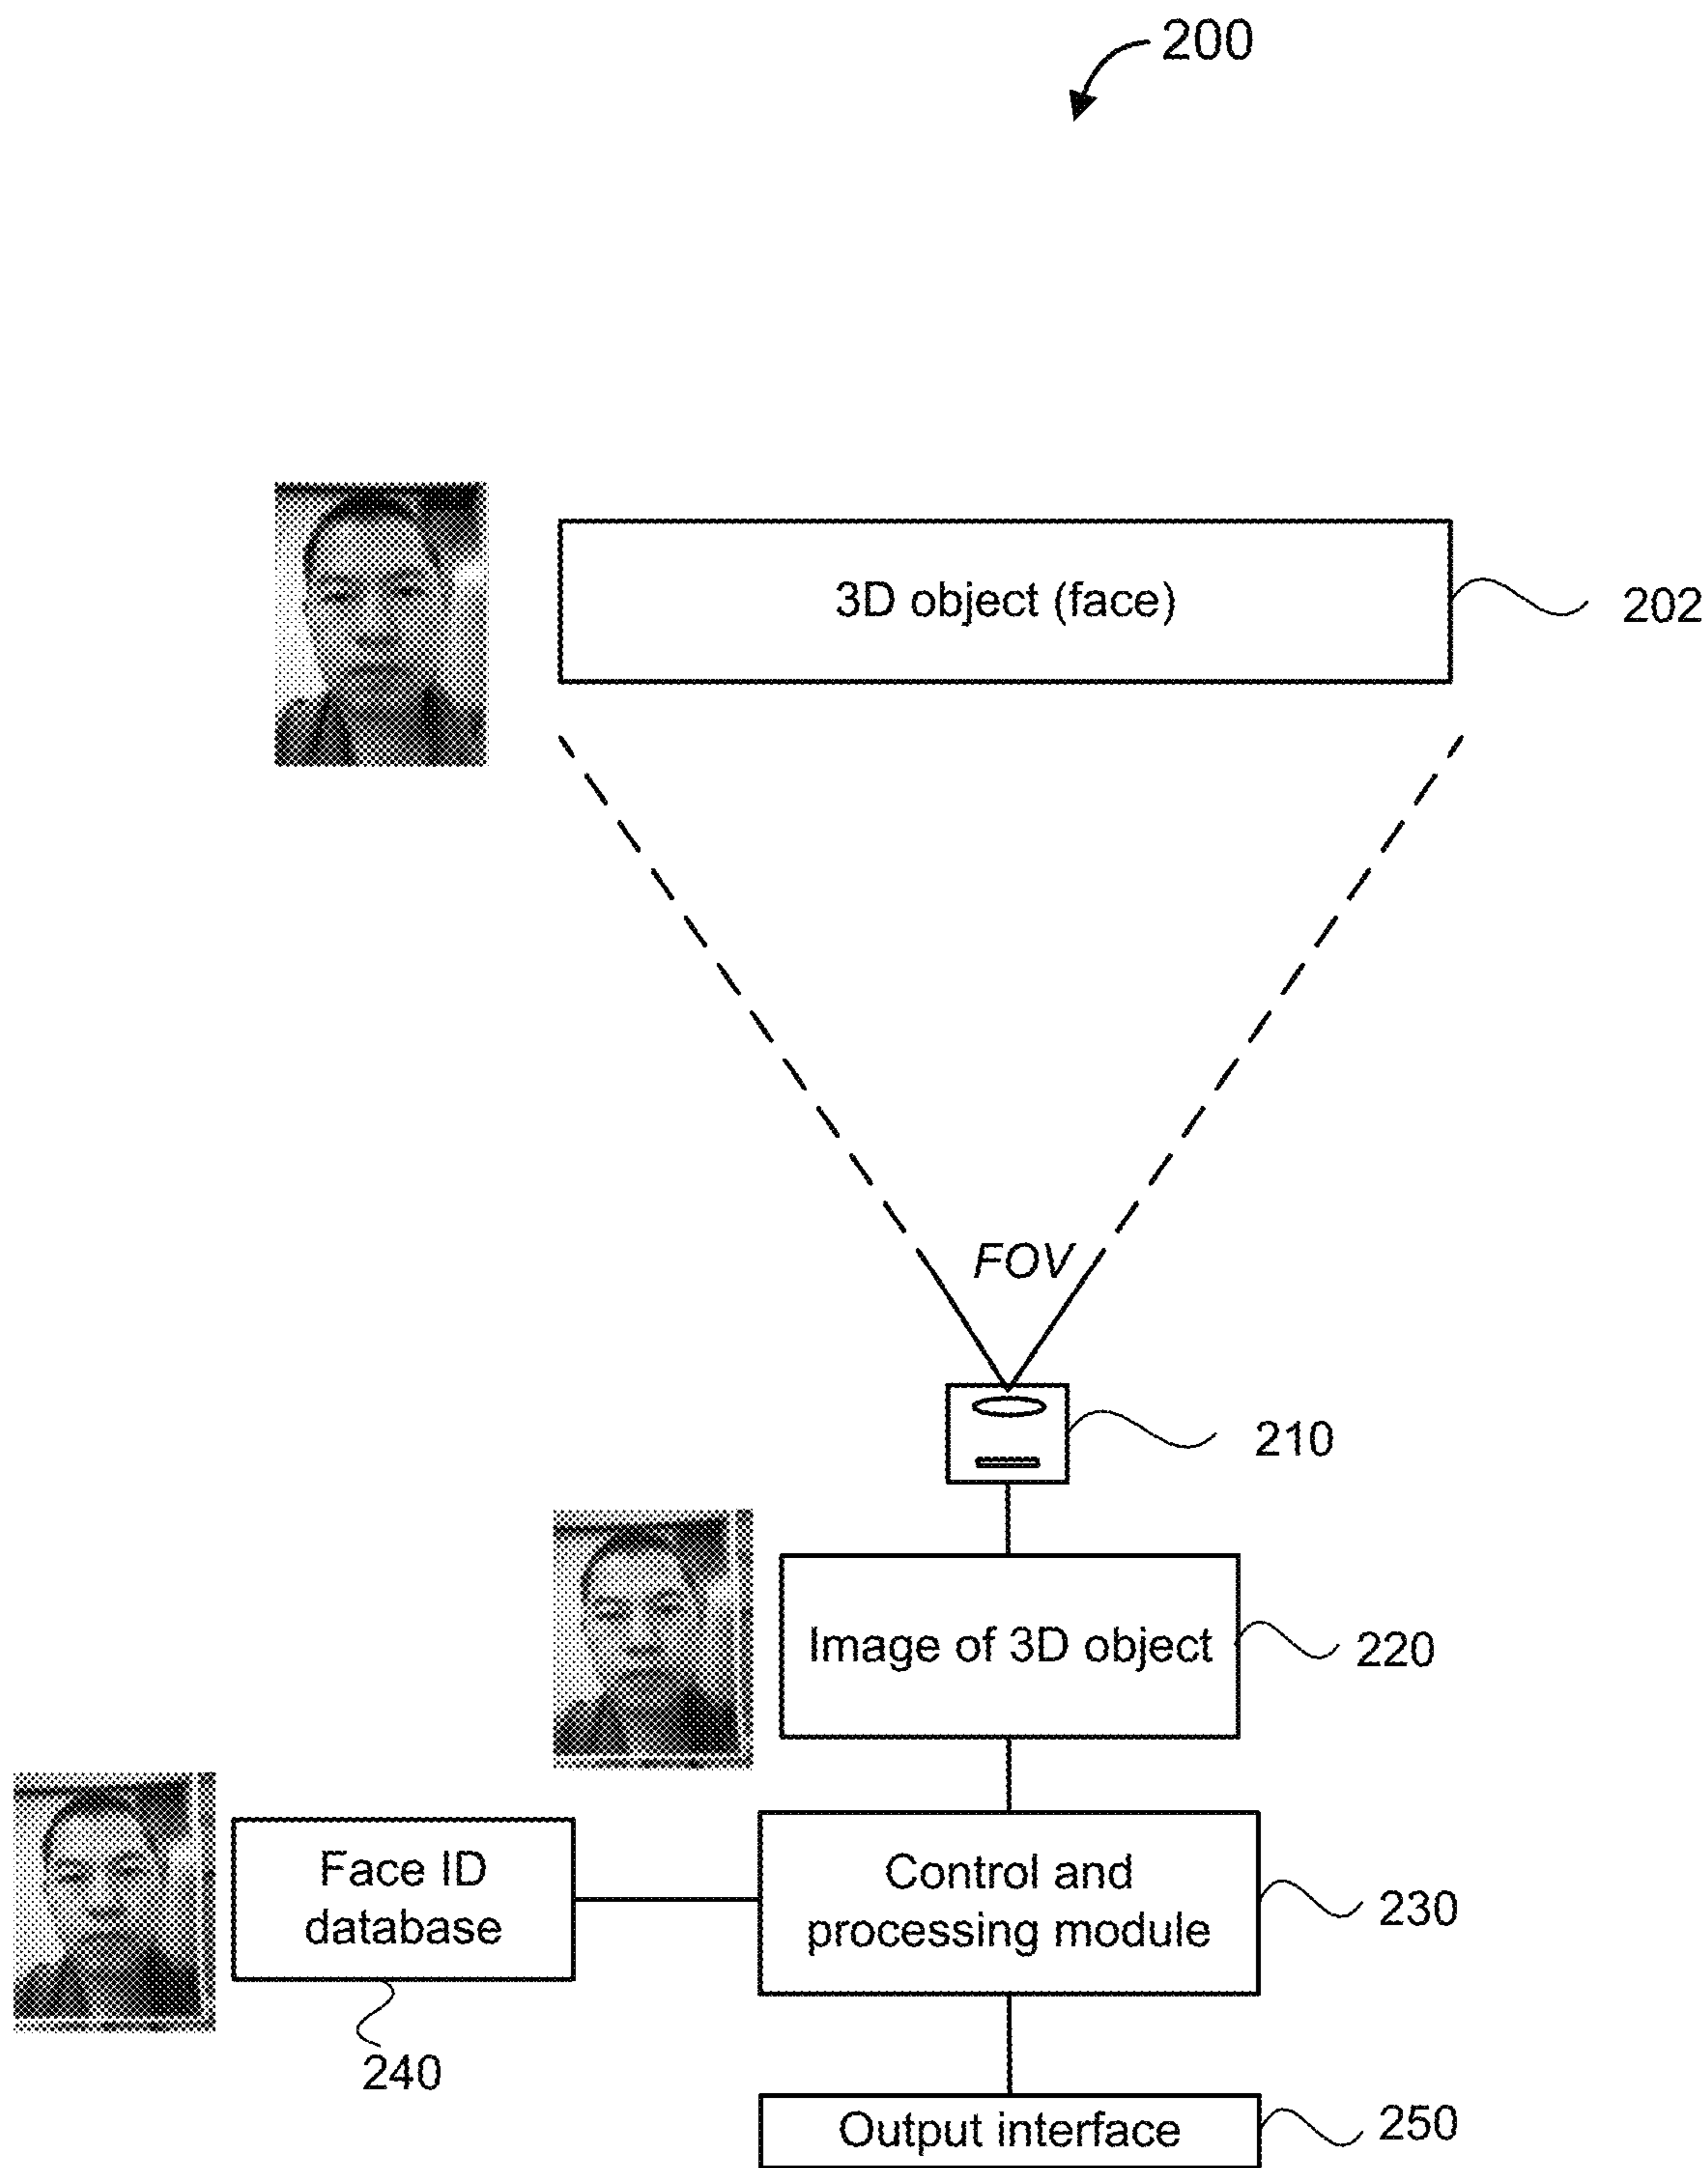 200
3D object (face)
202
FOV
210
Image of 3D object
220
Face ID
database
Control and
processing module
230
240
Output interface
250